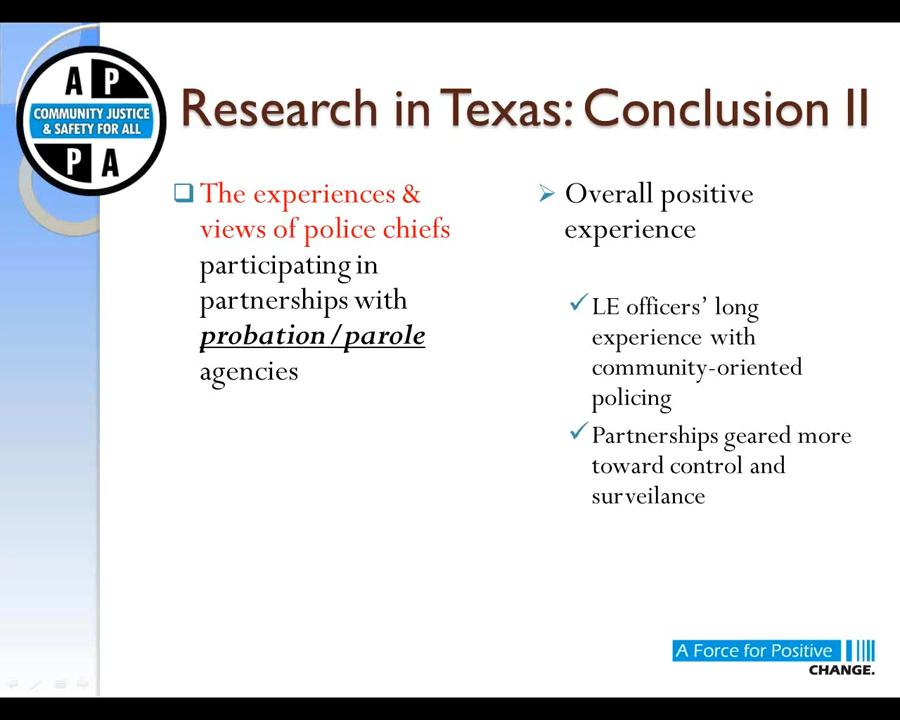 A P
COMMUNITY JUSTICE
& SAFETY FOR ALL
P A
Research in Texas: Conclusion II
The experiences &
views of police chiefs
participating in
partnerships with
probation/parole
agencies
Overall positive
experience
LE officers’ long
experience with
community-oriented
policing
Partnerships geared more
toward control and
surveilance
A Force for Positive
CHANGE.